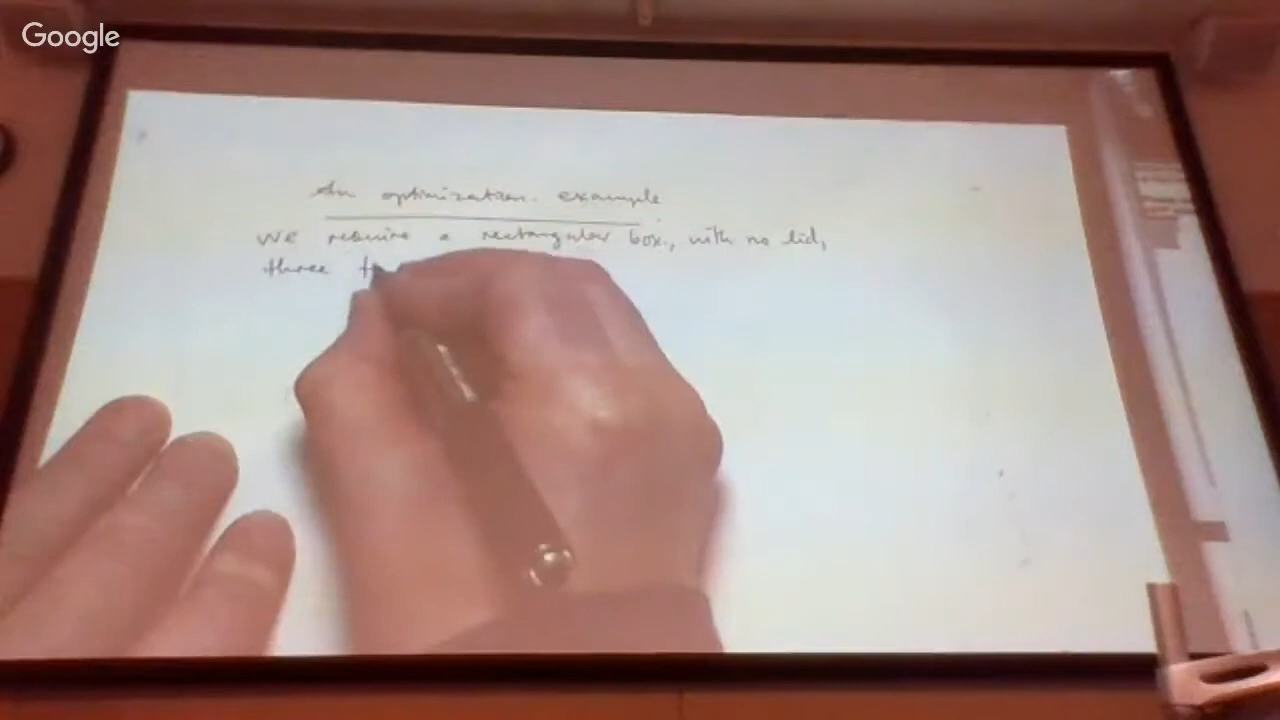 Google
An optimization example
we require a rectangular box, with no lid,
three